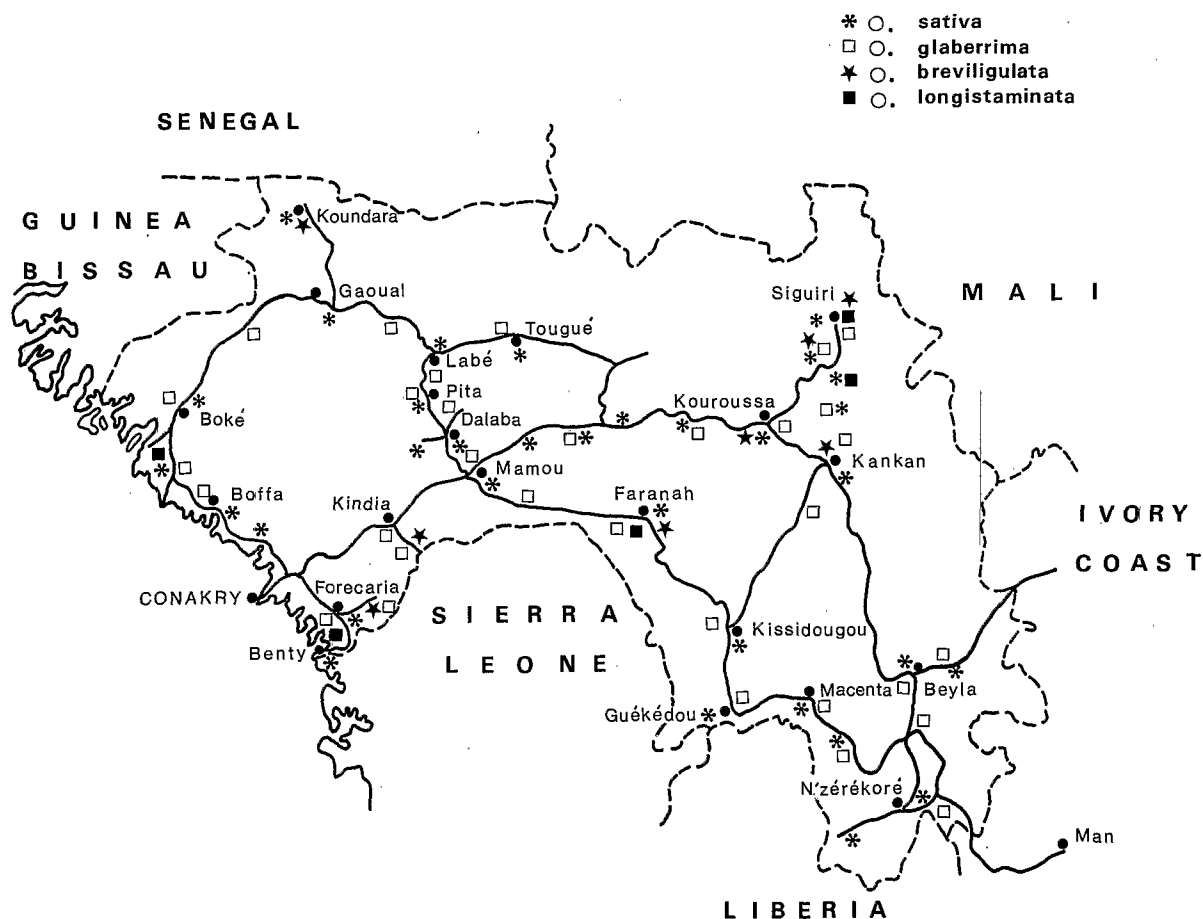 * O. sativa
□ O. glaberrima
★ O. breviligulata
■ O. longistaminata
SENEGAL
GUINEA
BISSAU
Koundara
Gaoual
MALI
Siguiri
Tougué
Labé
Pita
Boké
Dalaba
Kouroussa
Mamou
Kankan
Boffa
Kindia
Faranah
IVORY
COAST
CONAKRY
Forecaria
SIERRA
LEONE
Benty
Kissidougou
Macenta
Beyla
Guékédou
N'zérékoré
Man
LIBERIA